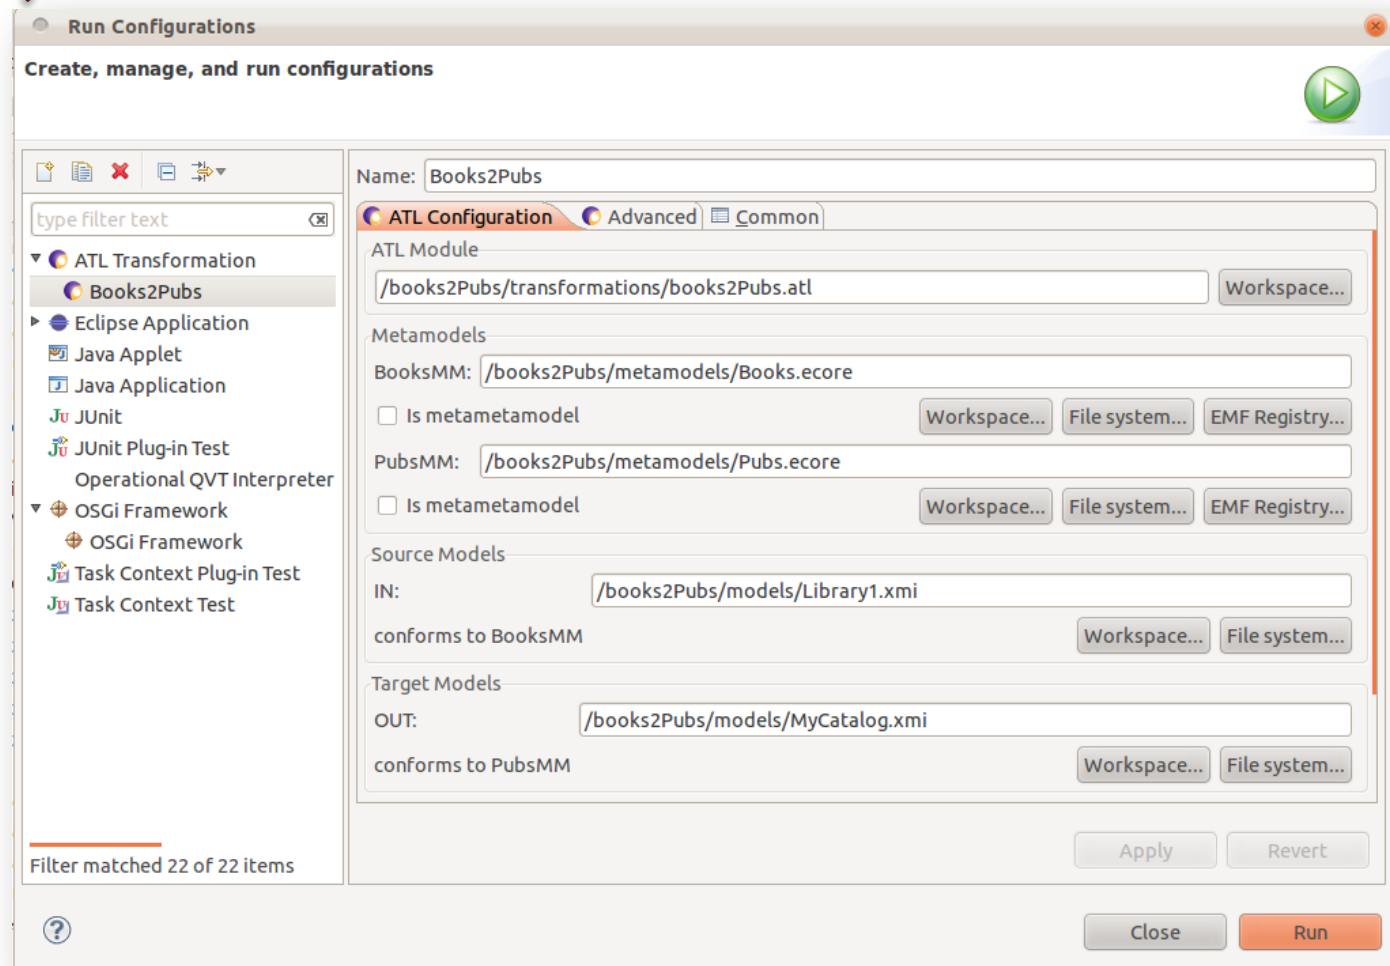 Run Configurations
Create, manage, and run configurations
type filter text
ATL Transformation
Books2Pubs
Eclipse Application
Java Applet
Java Application
JUnit
JUnit Plug-in Test
Operational QVT Interpreter
OSGi Framework
OSGi Framework
Task Context Plug-in Test
Task Context Test
Filter matched 22 of 22 items
Name: Books2Pubs
ATL Configuration Advanced Common
ATL Module
/books2Pubs/transformations/books2Pubs.atl Workspace...
Metamodels
BooksMM: /books2Pubs/metamodels/Books.ecore
Is metametamodel Workspace... File system... EMF Registry...
PubsMM: /books2Pubs/metamodels/Pubs.ecore
Is metametamodel Workspace... File system... EMF Registry...
Source Models
IN: /books2Pubs/models/Library1.xmi
conforms to BooksMM Workspace... File system...
Target Models
OUT: /books2Pubs/models/MyCatalog.xmi
conforms to PubsMM Workspace... File system...
Apply Revert
Close Run